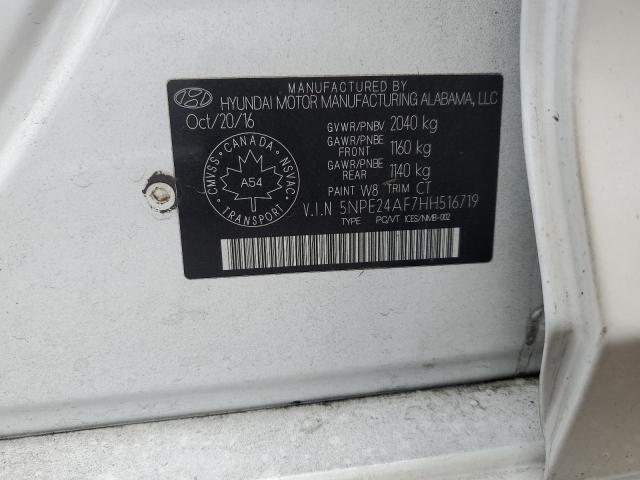 MANUFACTURED BY
HYUNDAI MOTOR MANUFACTURING ALABAMA, LLC
Oct/20/16
GVWR/PNBV 2040 kg
GAWR/PNBE FRONT 1160 kg
GAWR/PNBE REAR 1140 kg
PAINT W8 TRIM CT
V.I.N 5NPE24AF7HH516719
TYPE PC/VT ICES/NMB-002
CMVSS CANADA NSVAC
A54
TRANSPORT